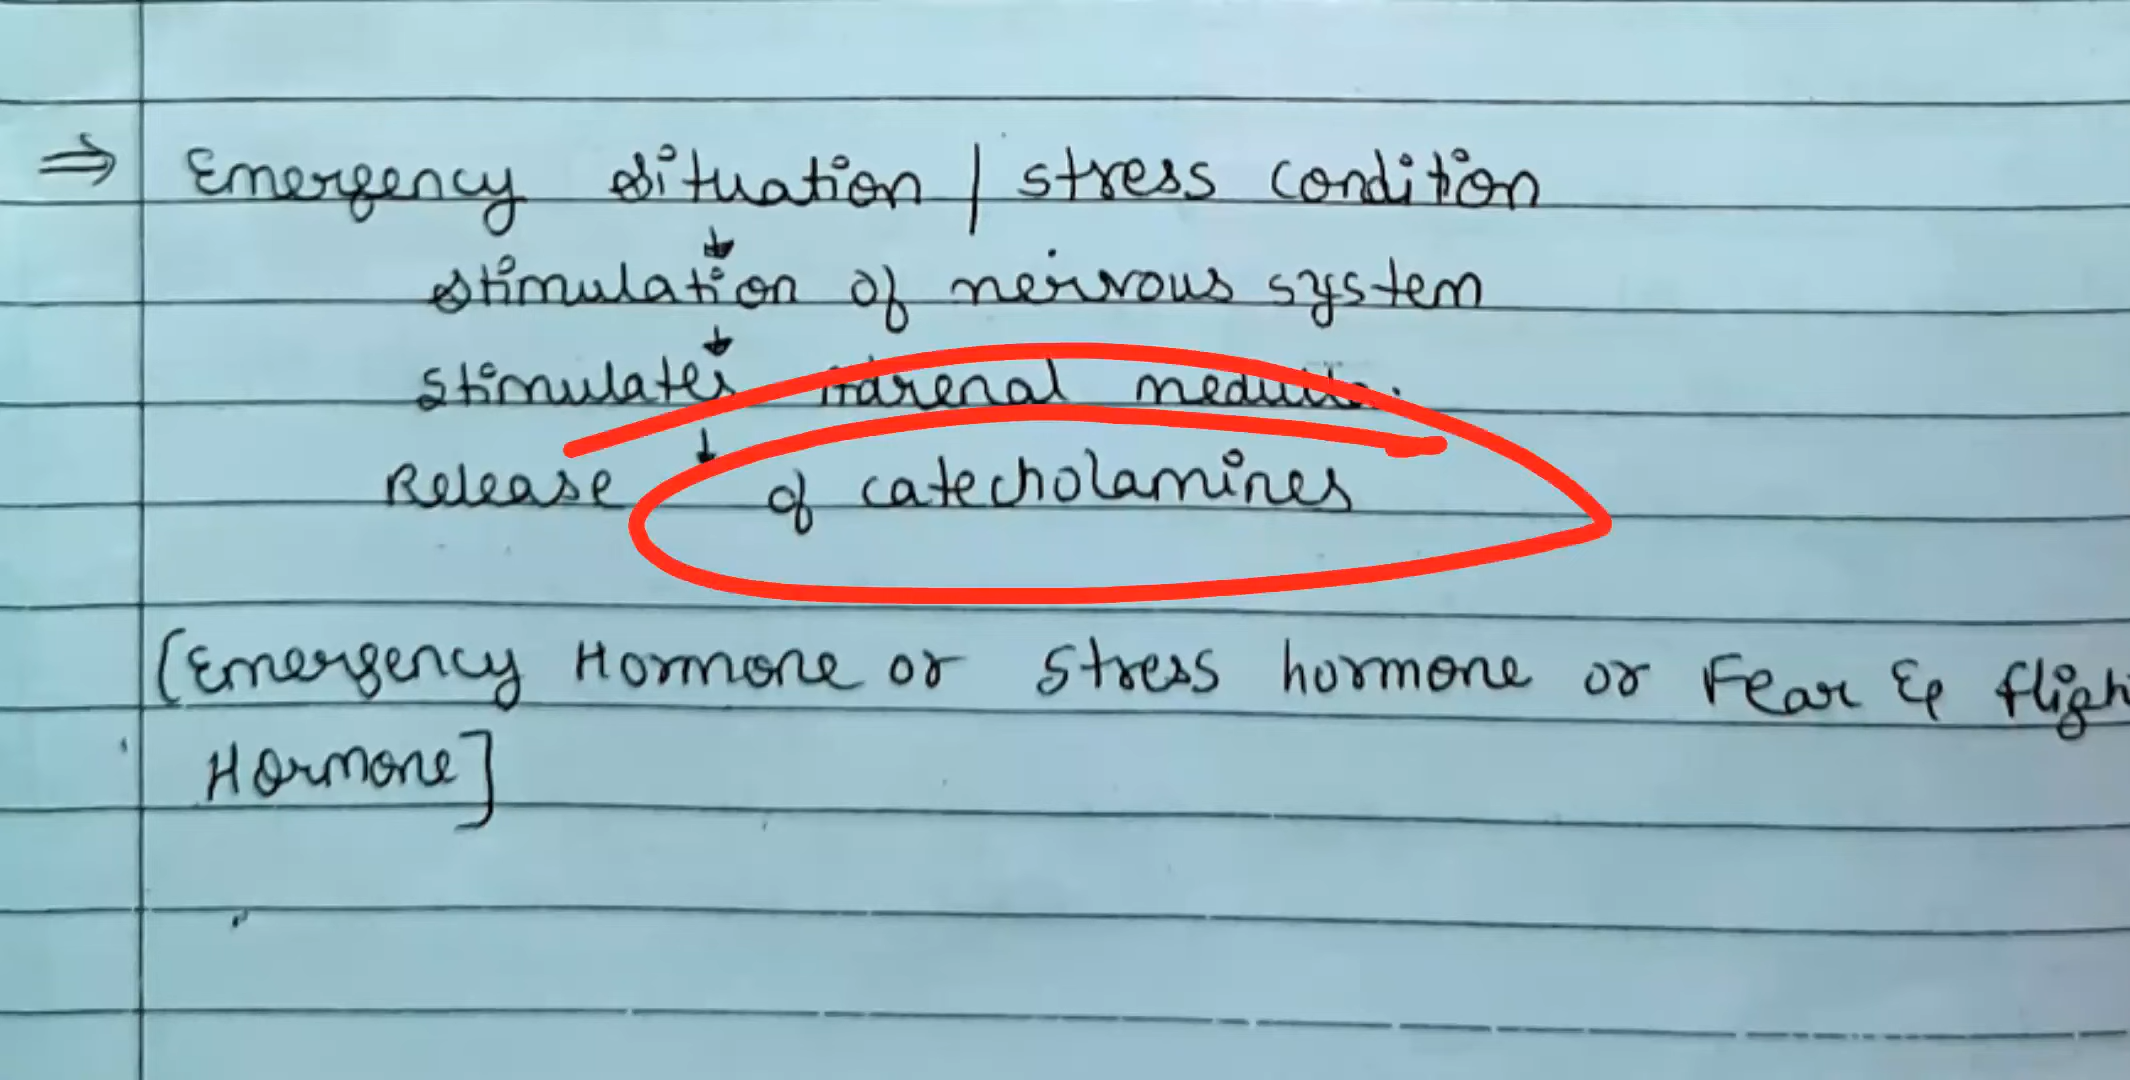 ⇒ Emergency situation / stress condition
↓
stimulation of nervous system
↓
stimulates Adrenal medulla.
↓
Release of catecholamines
(Emergency Hormone or stress hormone or Fear & fligh
Hormone]